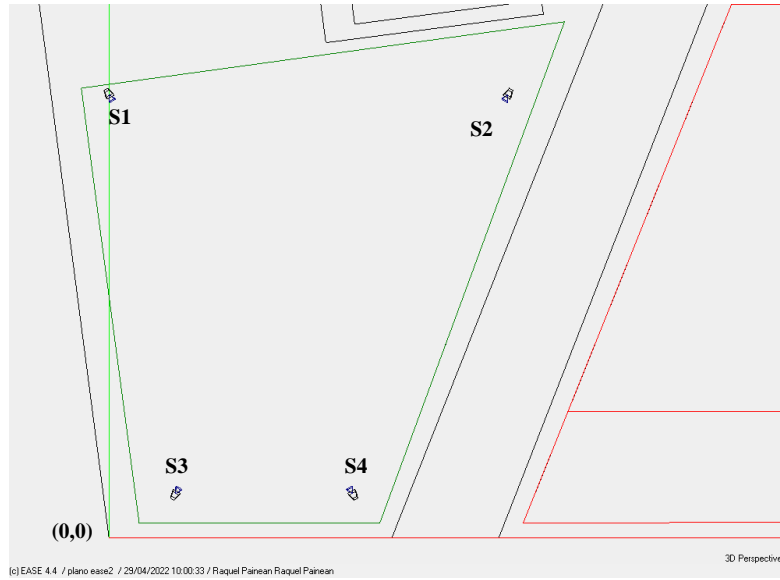 S1
S2
S3
S4
(0,0)
3D Perspective
(c) EASE 4.4 / plano ease2 / 29/04/2022 10:00:33 / Raquel Painean Raquel Painean